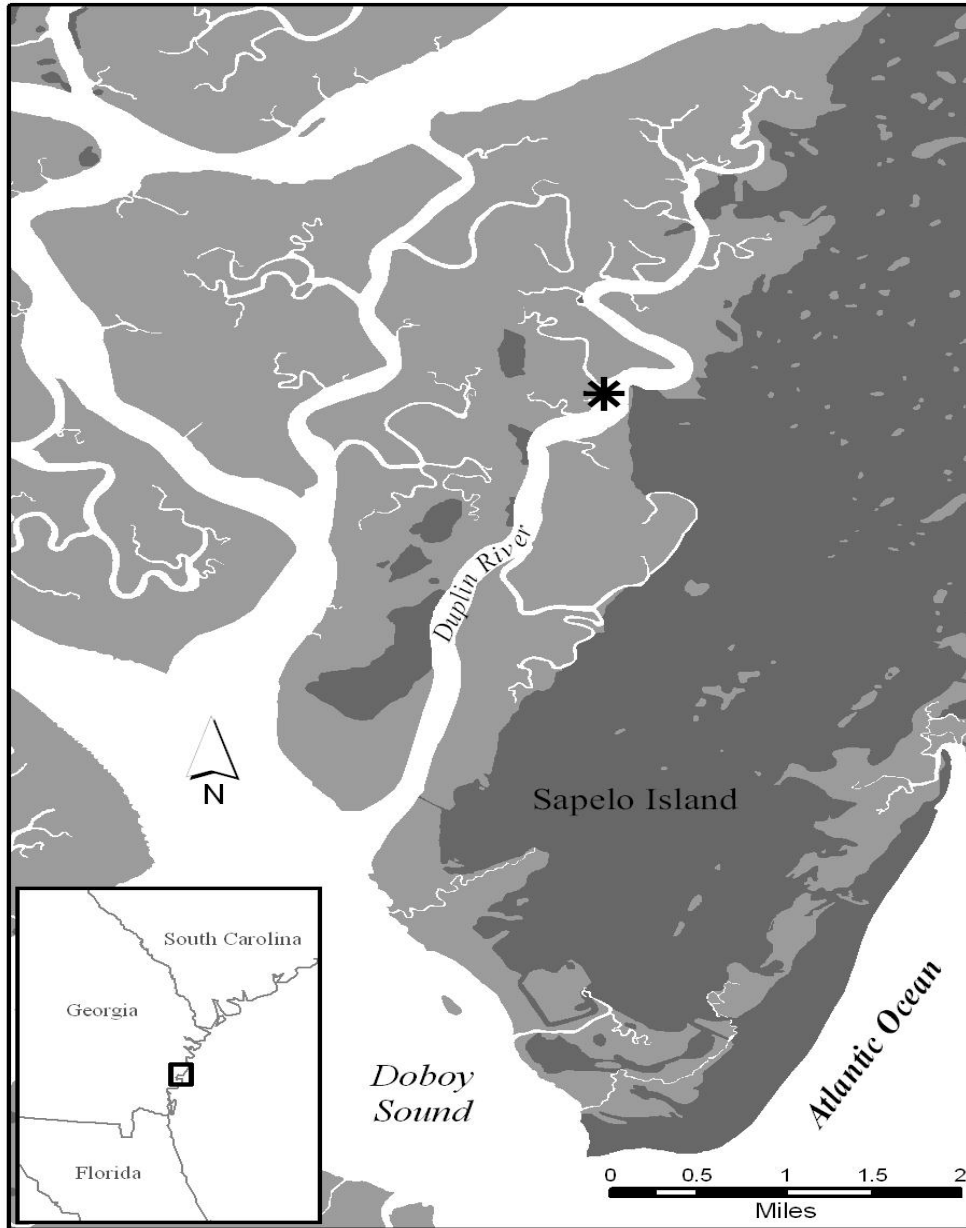 Duplin River
N
Sapelo Island
South Carolina
Georgia
Florida
Doboy
Sound
Atlantic Ocean
0 0.5 1 1.5 2
Miles